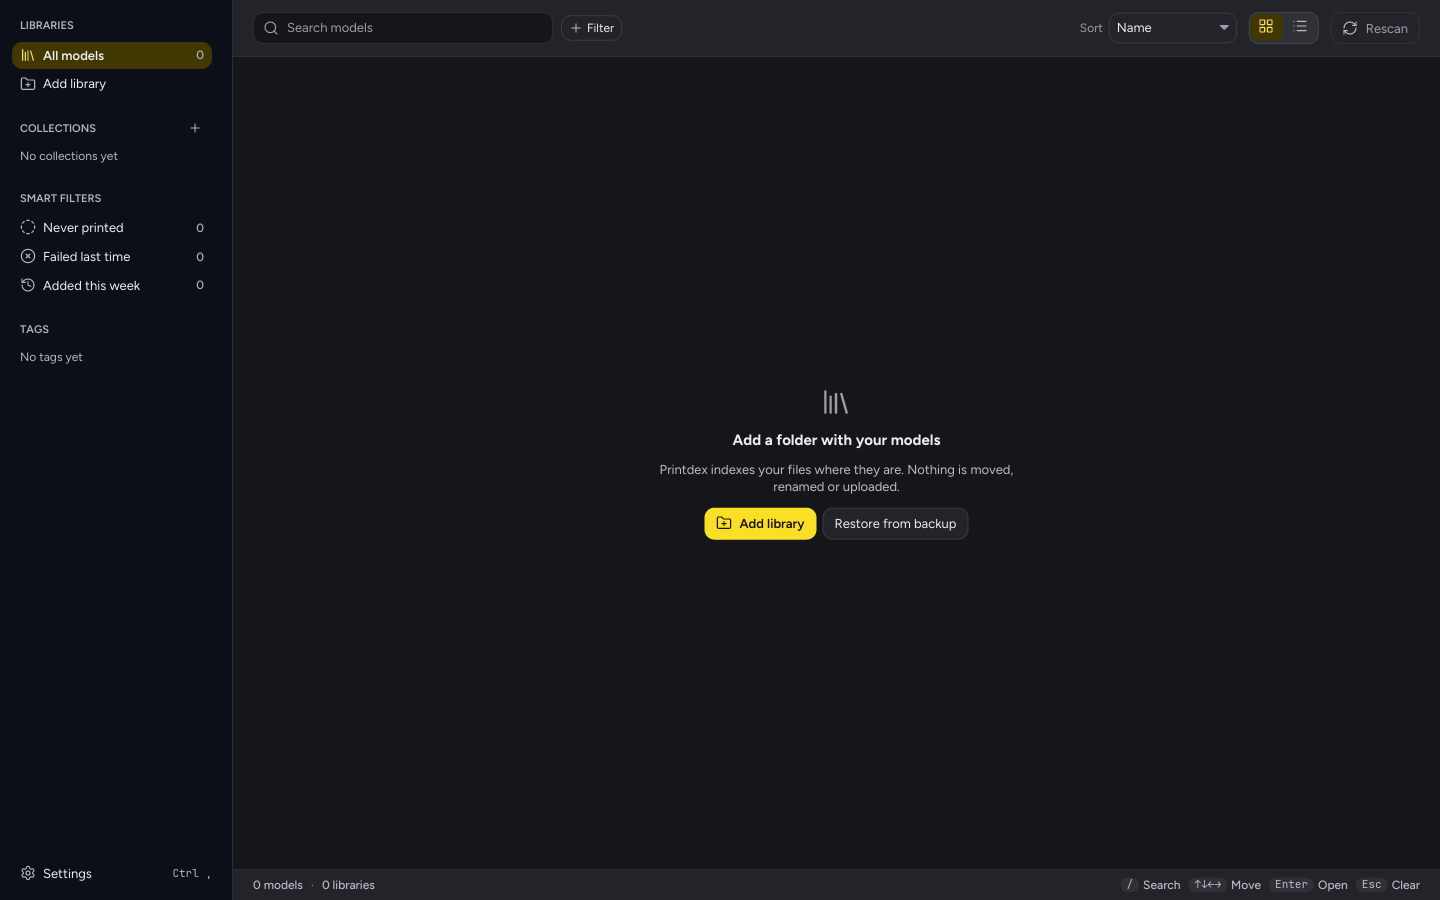 LIBRARIES
All models 0
Add library
COLLECTIONS
No collections yet
SMART FILTERS
Never printed 0
Failed last time 0
Added this week 0
TAGS
No tags yet
Settings Ctrl ,
Search models
Filter
Sort Name
Rescan
Add a folder with your models
Printdex indexes your files where they are. Nothing is moved,
renamed or uploaded.
Add library Restore from backup
0 models · 0 libraries
/ Search ↑↓←→ Move Enter Open Esc Clear